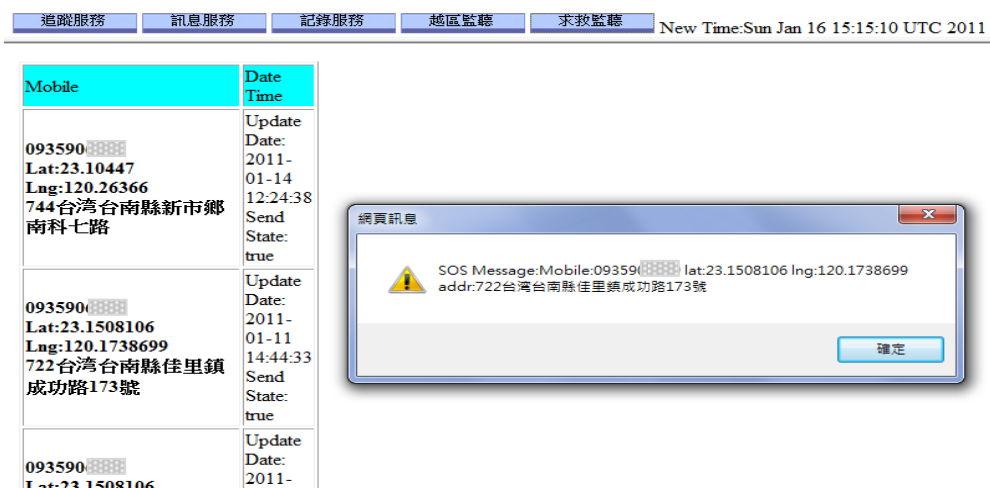 追蹤服務 訊息服務 記錄服務 越區監聽 求救監聽 New Time:Sun Jan 16 15:15:10 UTC 2011
Mobile
Date
Time
093590
Lat:23.10447
Lng:120.26366
744台湾台南縣新市鄉
南科七路
Update
Date:
2011-
01-14
12:24:38
Send
State:
true
093590
Lat:23.1508106
Lng:120.1738699
722台湾台南縣佳里鎮
成功路173號
Update
Date:
2011-
01-11
14:44:33
Send
State:
true
093590
Lat:23.1508106
Update
Date:
2011-
網頁訊息
SOS Message:Mobile:09359 lat:23.1508106 lng:120.1738699
addr:722台湾台南縣佳里鎮成功路173號
確定